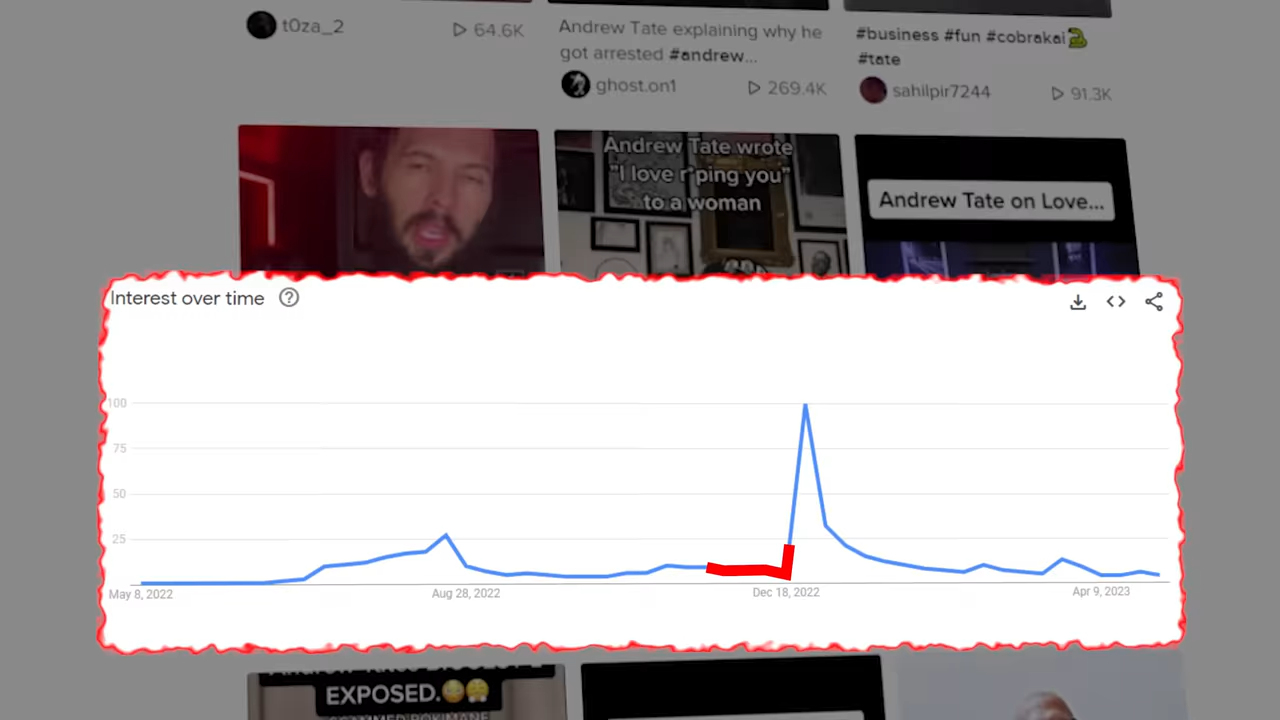 t0za_2
64.6K
Andrew Tate explaining why he
got arrested #andrew...
ghost.on1
269.4K
#business #fun #cobrakai
#tate
sahilpir7244
91.3K
Andrew Tate wrote
"I love r*ping you"
to a woman
Andrew Tate on Love...
Interest over time
100
75
50
25
May 8, 2022
Aug 28, 2022
Dec 18, 2022
Apr 9, 2023
EXPOSED.